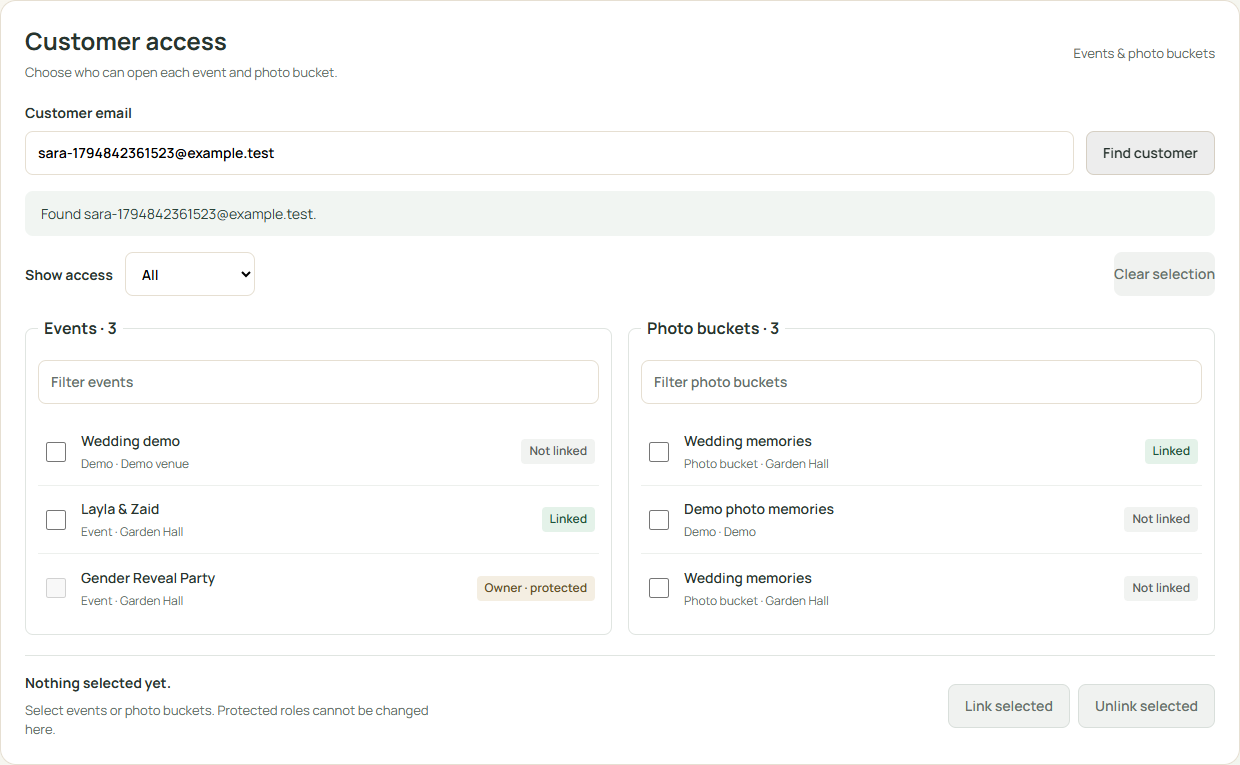 Customer access
Choose who can open each event and photo bucket.
Events & photo buckets
Customer email
sara-1794842361523@example.test
Find customer
Found sara-1794842361523@example.test.
Show access
All
Clear selection
Events · 3
Filter events
Wedding demo
Demo · Demo venue
Not linked
Layla & Zaid
Event · Garden Hall
Linked
Gender Reveal Party
Event · Garden Hall
Owner · protected
Photo buckets · 3
Filter photo buckets
Wedding memories
Photo bucket · Garden Hall
Linked
Demo photo memories
Demo · Demo
Not linked
Wedding memories
Photo bucket · Garden Hall
Not linked
Nothing selected yet.
Select events or photo buckets. Protected roles cannot be changed
here.
Link selected
Unlink selected